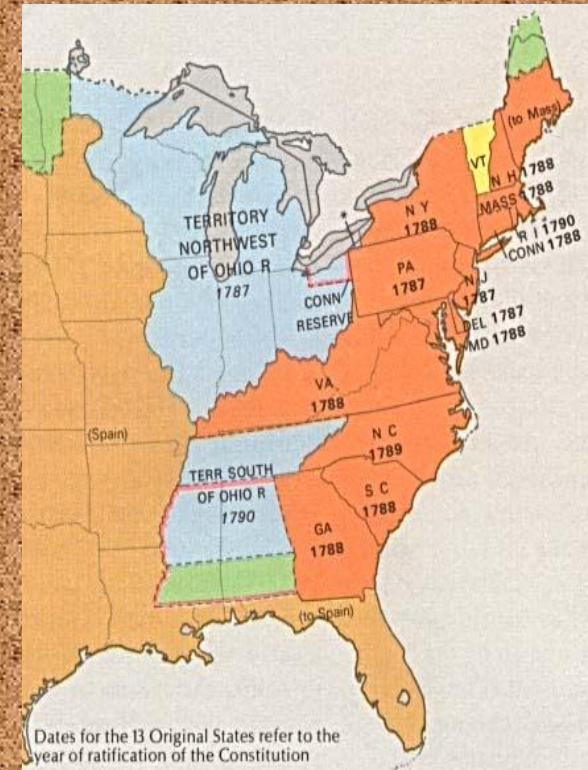 (to Mass)
VT
N H 1788
MASS 1788
N Y
1788
R I 1790
CONN 1788
TERRITORY
NORTHWEST
OF OHIO R
1787
PA
1787
N J
1787
CONN
RESERVE
DEL 1787
MD 1788
VA
1788
(Spain)
N C
1789
TERR SOUTH
OF OHIO R
1790
S C
1788
GA
1788
(to Spain)
Dates for the 13 Original States refer to the
year of ratification of the Constitution